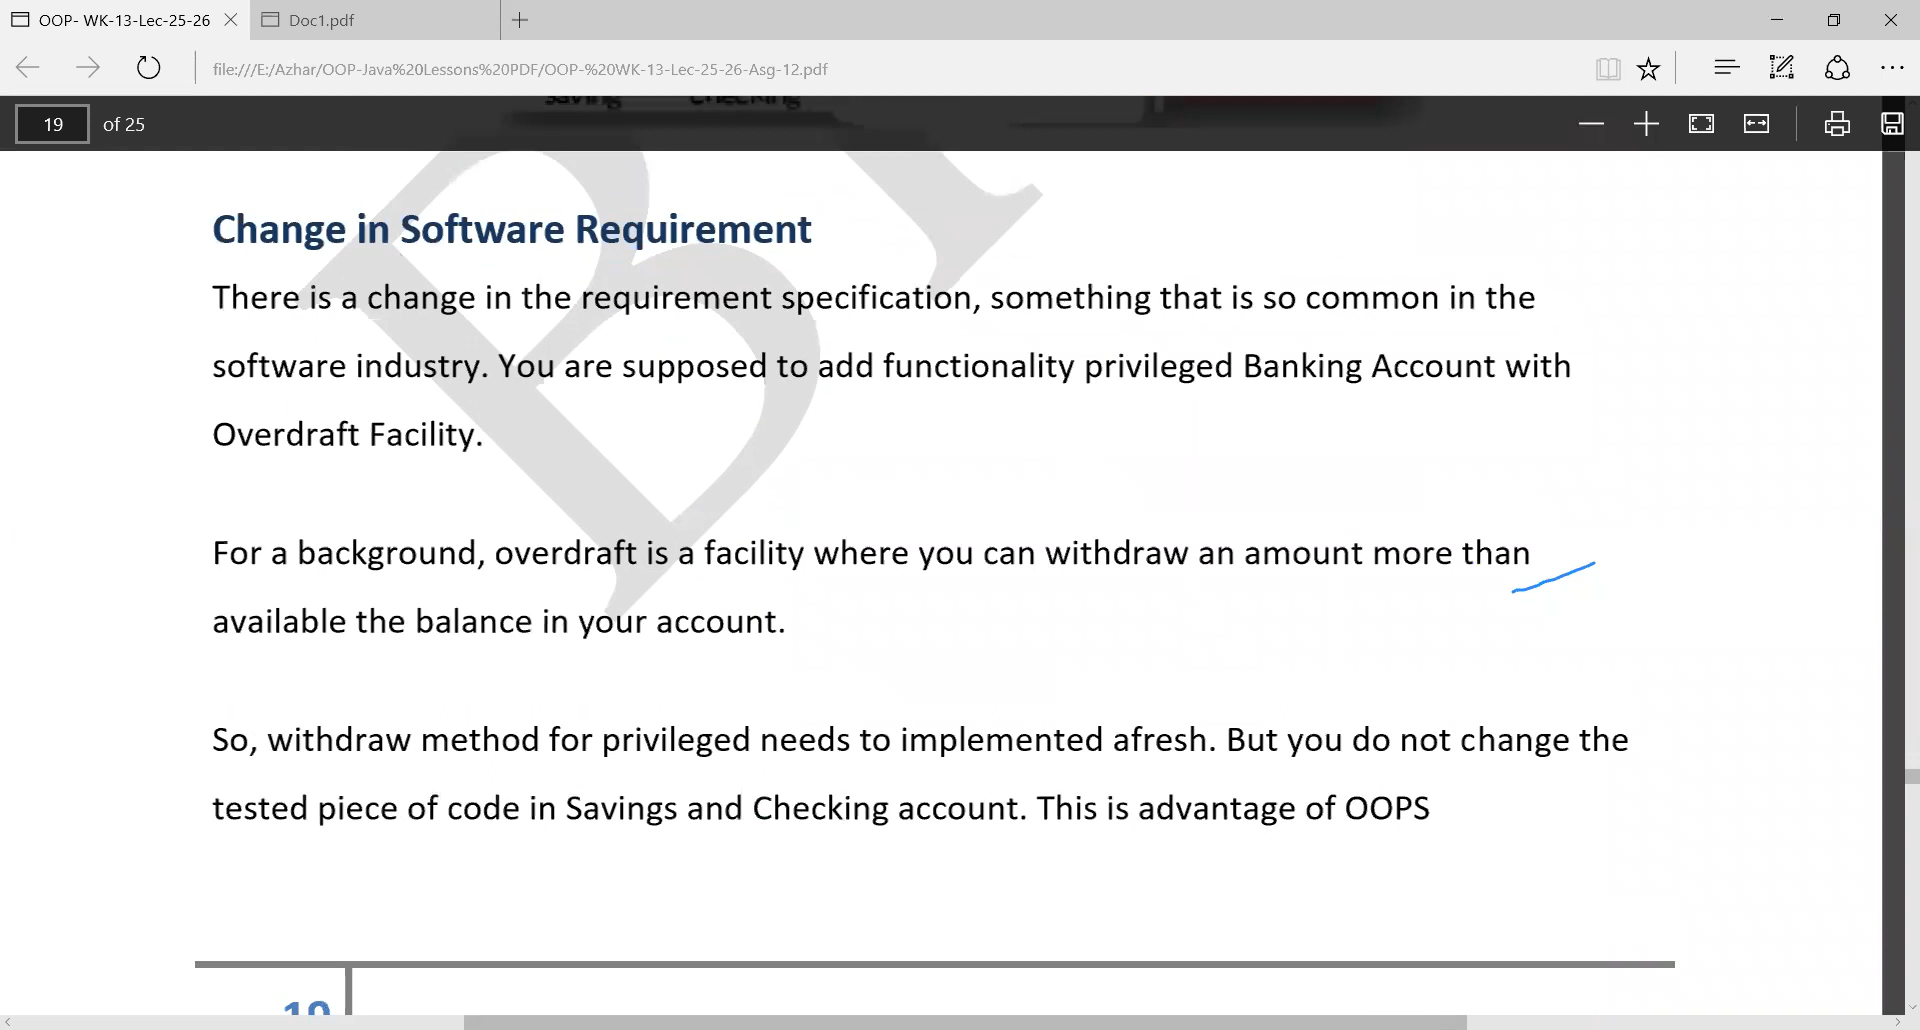 OOP- WK-13-Lec-25-26
Doc1.pdf
file:///E:/Azhar/OOP-Java%20Lessons%20PDF/OOP-%20WK-13-Lec-25-26-Asg-12.pdf
saving checking
19 of 25
Change in Software Requirement
There is a change in the requirement specification, something that is so common in the
software industry. You are supposed to add functionality privileged Banking Account with
Overdraft Facility.
For a background, overdraft is a facility where you can withdraw an amount more than
available the balance in your account.
So, withdraw method for privileged needs to implemented afresh. But you do not change the
tested piece of code in Savings and Checking account. This is advantage of OOPS
19